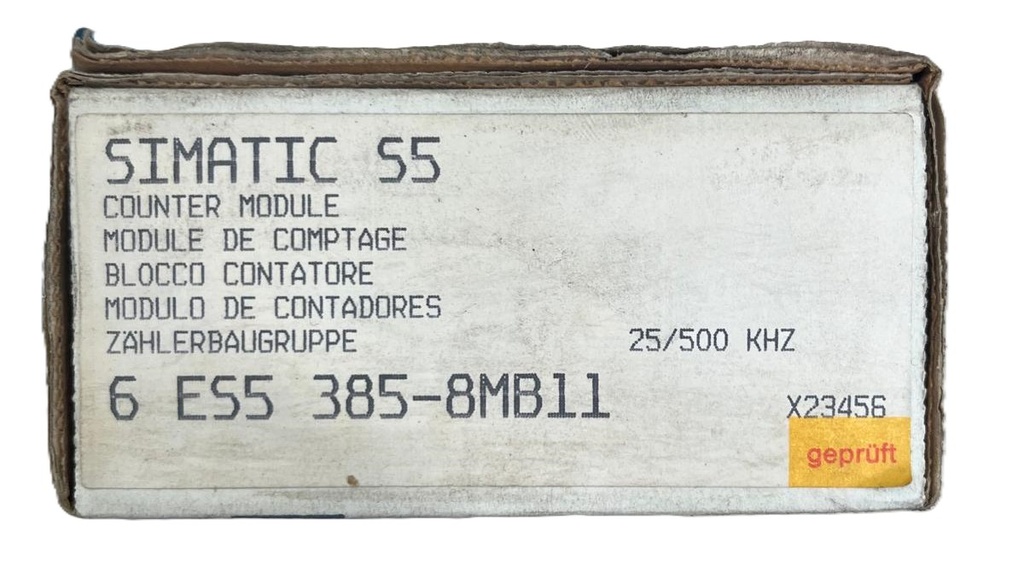 SIMATIC S5
COUNTER MODULE
MODULE DE COMPTAGE
BLOCCO CONTATORE
MODULO DE CONTADORES
ZÄHLERBAUGRUPPE 25/500 KHZ
6 ES5 385-8MB11 X23456
geprüft